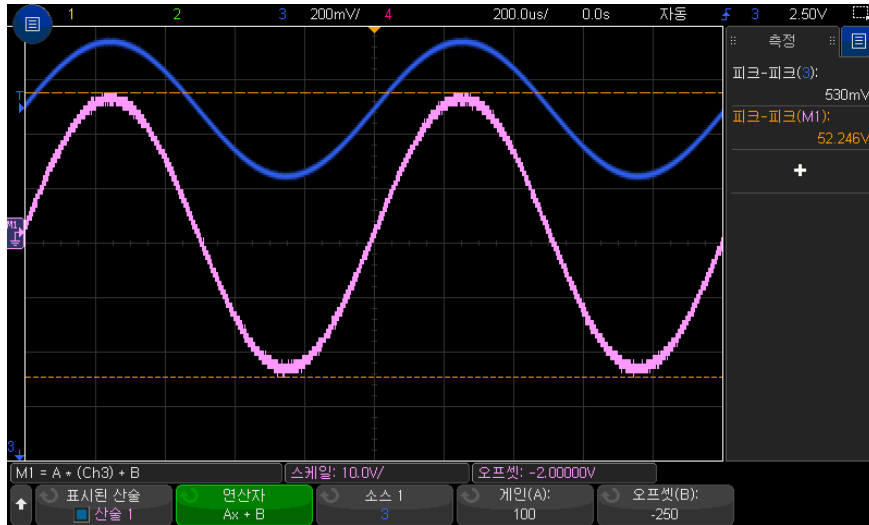 1 2 3 200mV/ 4 200.0us/ 0.0s 자동 3 2.50V
측정
피크-피크(3):
530mV
피크-피크(M1):
52.246V
+
T
M1
3
M1 = A * (Ch3) + B 스케일: 10.0V/ 오프셋: -2.00000V
표시된 산술 연산자 소스 1 게인(A): 오프셋(B):
산술 1 Ax + B 3 100 -250